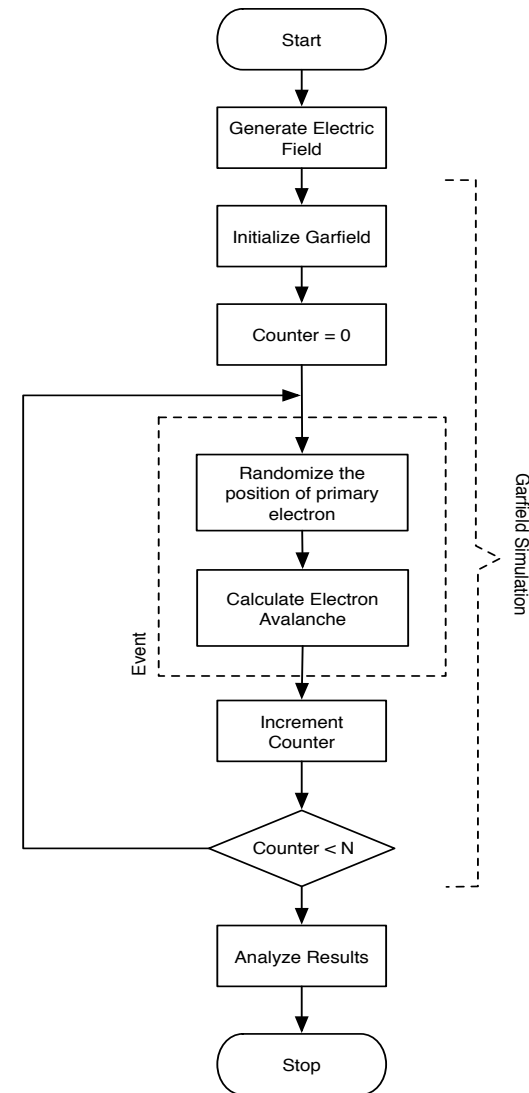 Start
Generate Electric
Field
Initialize Garfield
Counter = 0
Randomize the
position of primary
electron
Calculate Electron
Avalanche
Event
Increment
Counter
Counter < N
Analyze Results
Stop
Garfield Simulation